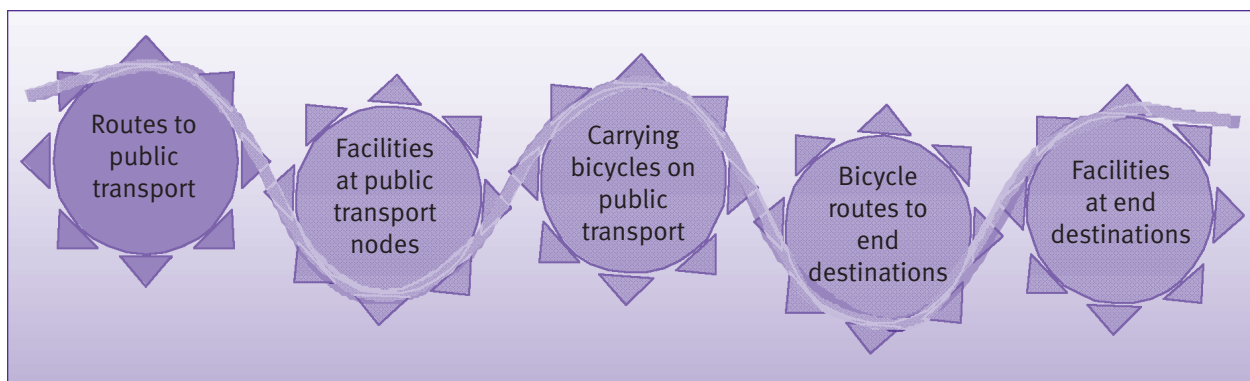 Routes to
public
transport
Facilities
at public
transport
nodes
Carrying
bicycles on
public
transport
Bicycle
routes to
end
destinations
Facilities
at end
destinations